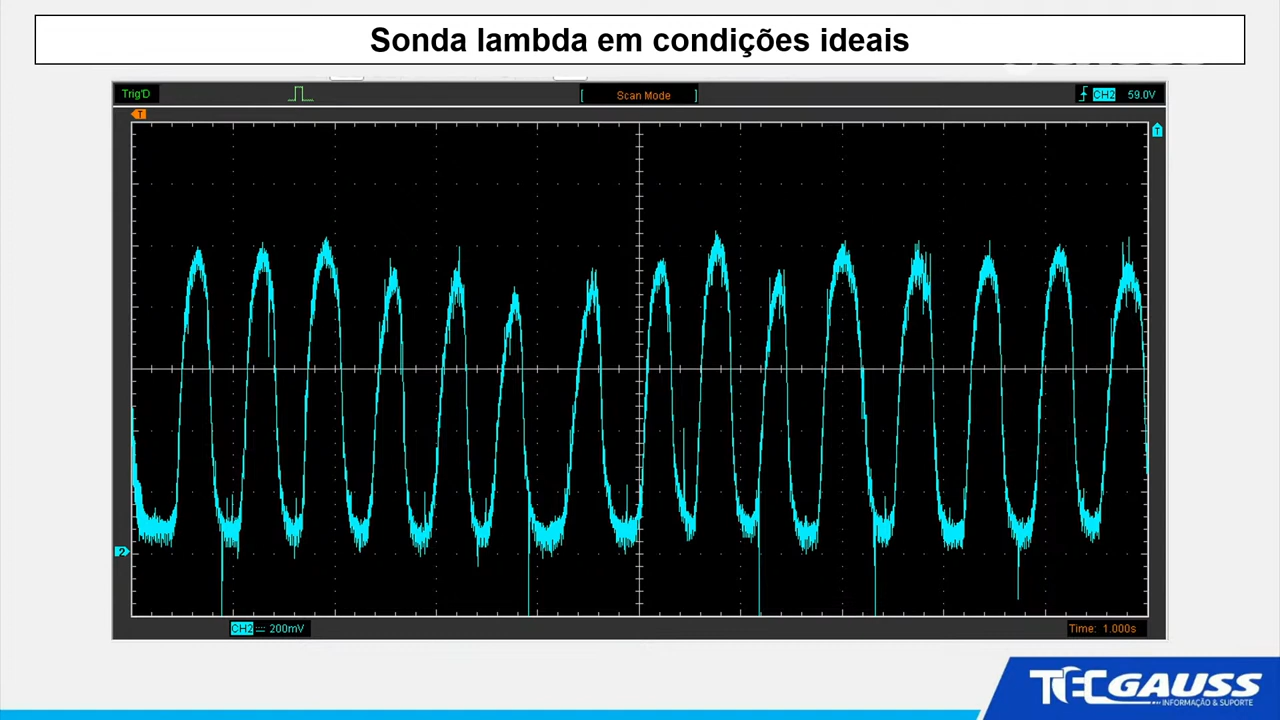 Sonda lambda em condições ideais
Trig'D
Scan Mode
CH2 59.0V
T
T
2
CH2 200mV
Time: 1.000s
TECGAUSS
INFORMAÇÃO & SUPORTE